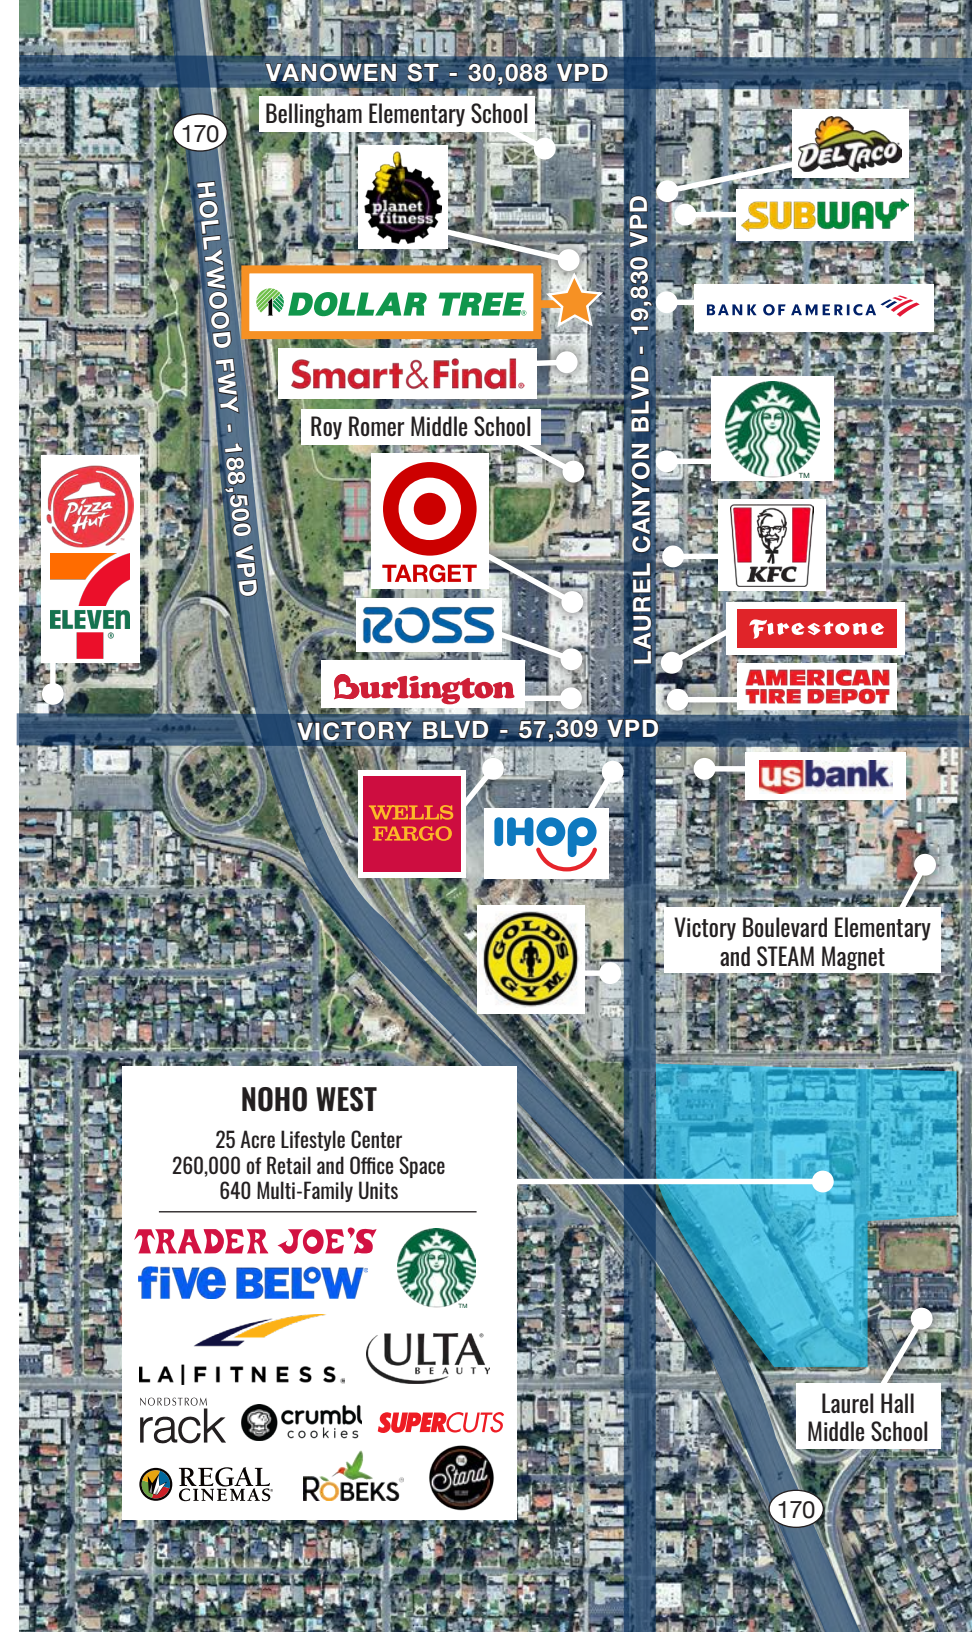 VANOWEN ST - 30,088 VPD
Bellingham Elementary School
170
HOLLYWOOD FWY - 188,500 VPD
LAUREL CANYON BLVD - 19,830 VPD
DEL TACO
planet
fitness
SUBWAY
DOLLAR TREE
BANK OF AMERICA
Smart&Final.
Roy Romer Middle School
TM
Pizza
Hut
ELEVEn
®
TARGET
KFC
ROSS
Firestone
Burlington
AMERICAN
TIRE DEPOT
VICTORY BLVD - 57,309 VPD
usbank
WELLS
FARGO
IHOP
GOLD'S
GYM
Victory Boulevard Elementary
and STEAM Magnet
NOHO WEST
25 Acre Lifestyle Center
260,000 of Retail and Office Space
640 Multi-Family Units
TRADER JOE'S
five BELOW
TM
LA|FITNESS.
ULTA
BEAUTY
NORDSTROM
rack
crumbl
cookies
SUPERCUTS
REGAL
CINEMAS
ROBEKS
THE
Stand
Laurel Hall
Middle School
170